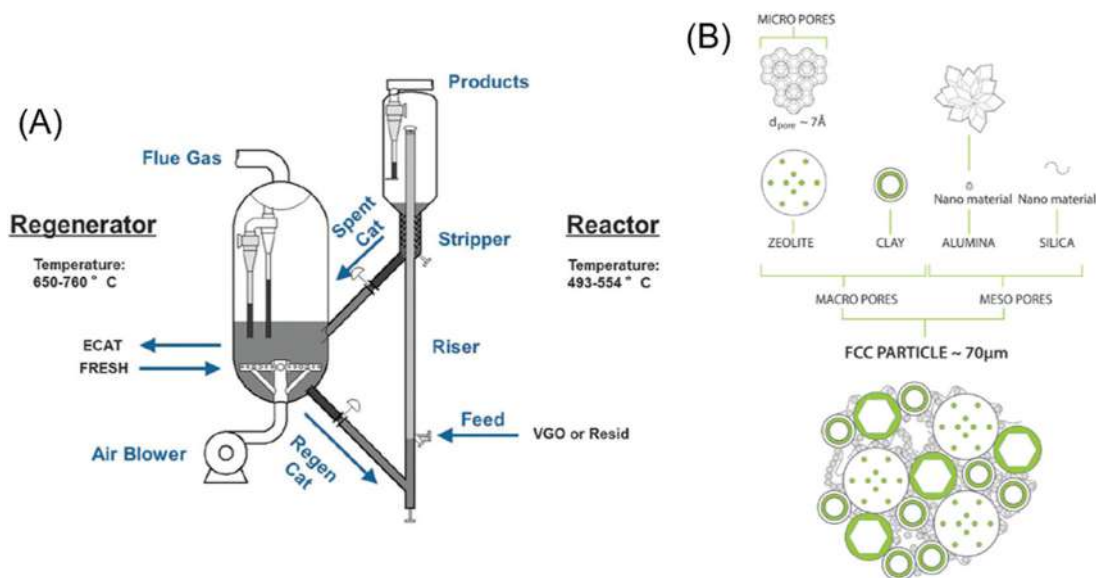 (A)
Products
Flue Gas
Regenerator
Temperature:
650-760 ° C
Spent
Cat
Stripper
Reactor
Temperature:
493-554 ° C
ECAT
FRESH
Riser
Air Blower
Regen
Cat
Feed
VGO or Resid
(B)
MICRO PORES
dpore ~ 7Å
Nano material
Nano material
ZEOLITE
CLAY
ALUMINA
SILICA
MACRO PORES
MESO PORES
FCC PARTICLE ~ 70µm